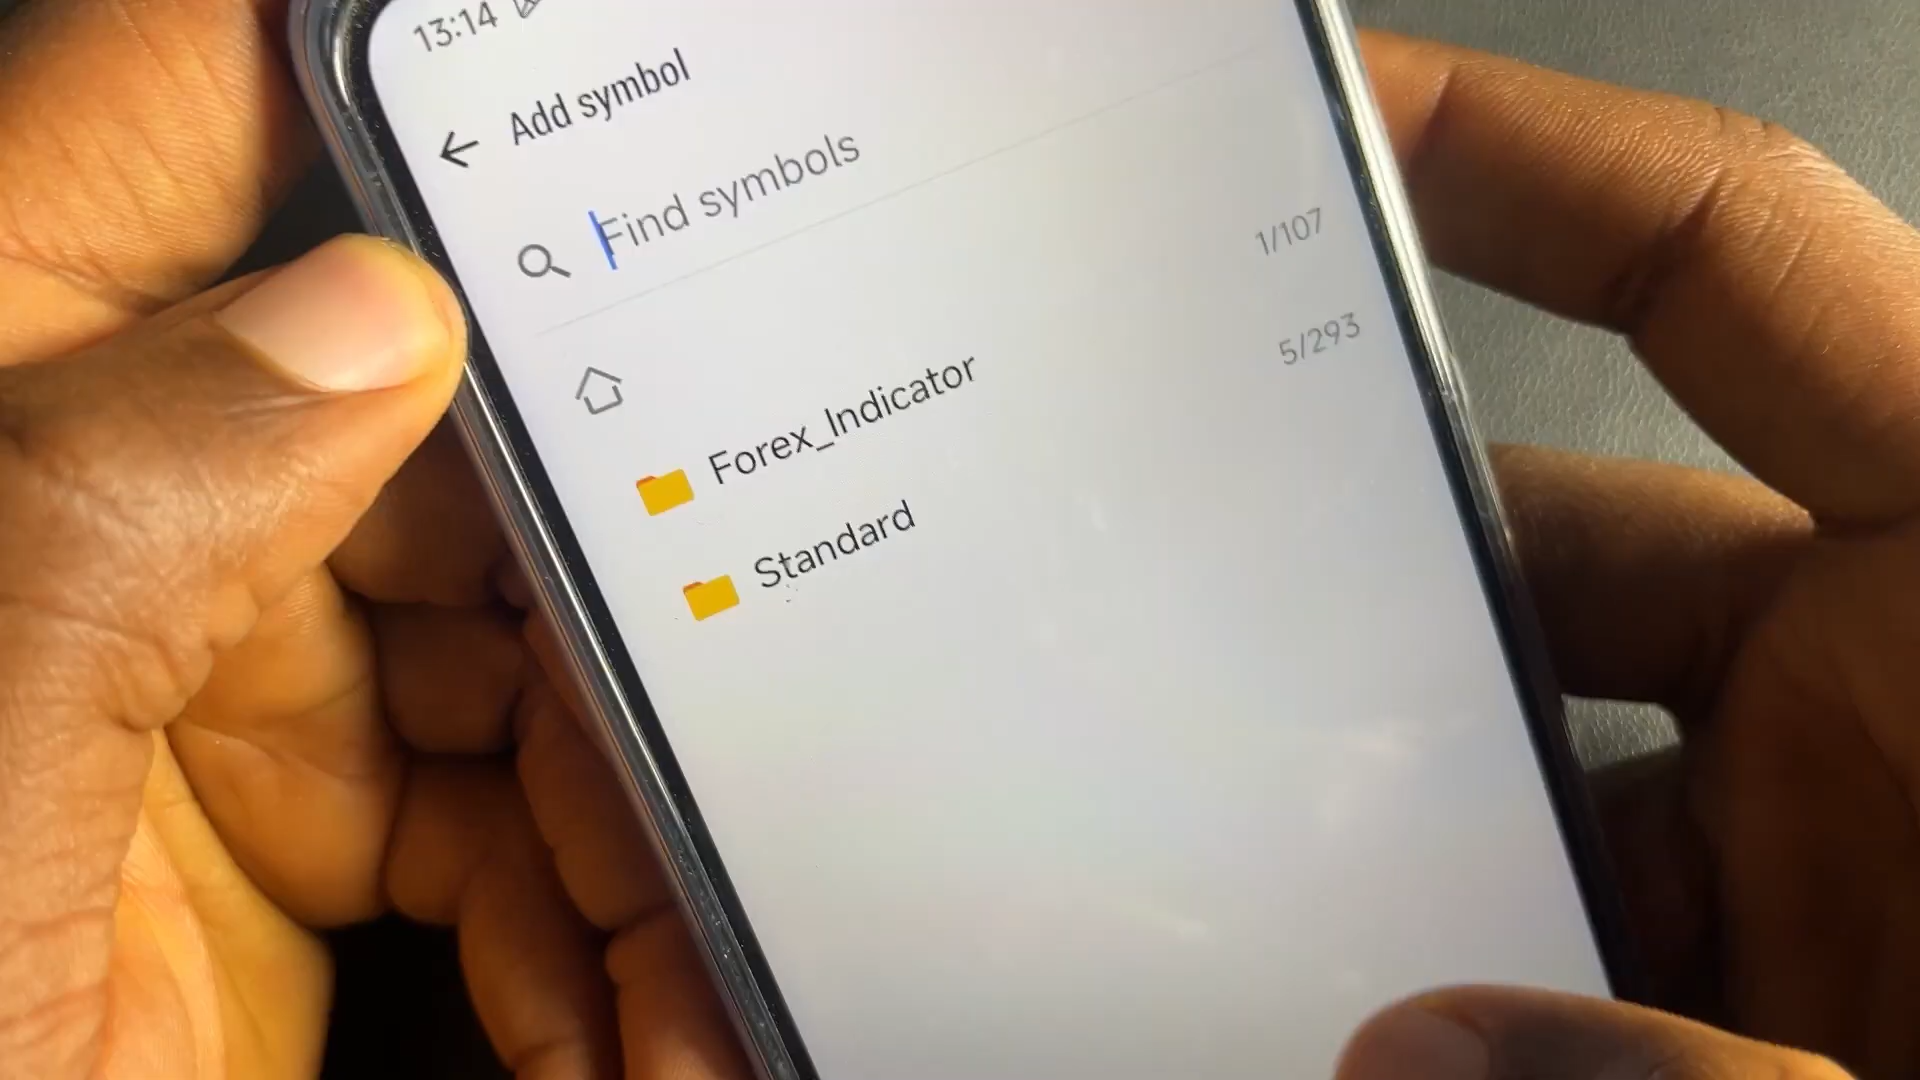 13:14
Add symbol
Find symbols
Forex_Indicator 1/107
Standard 5/293